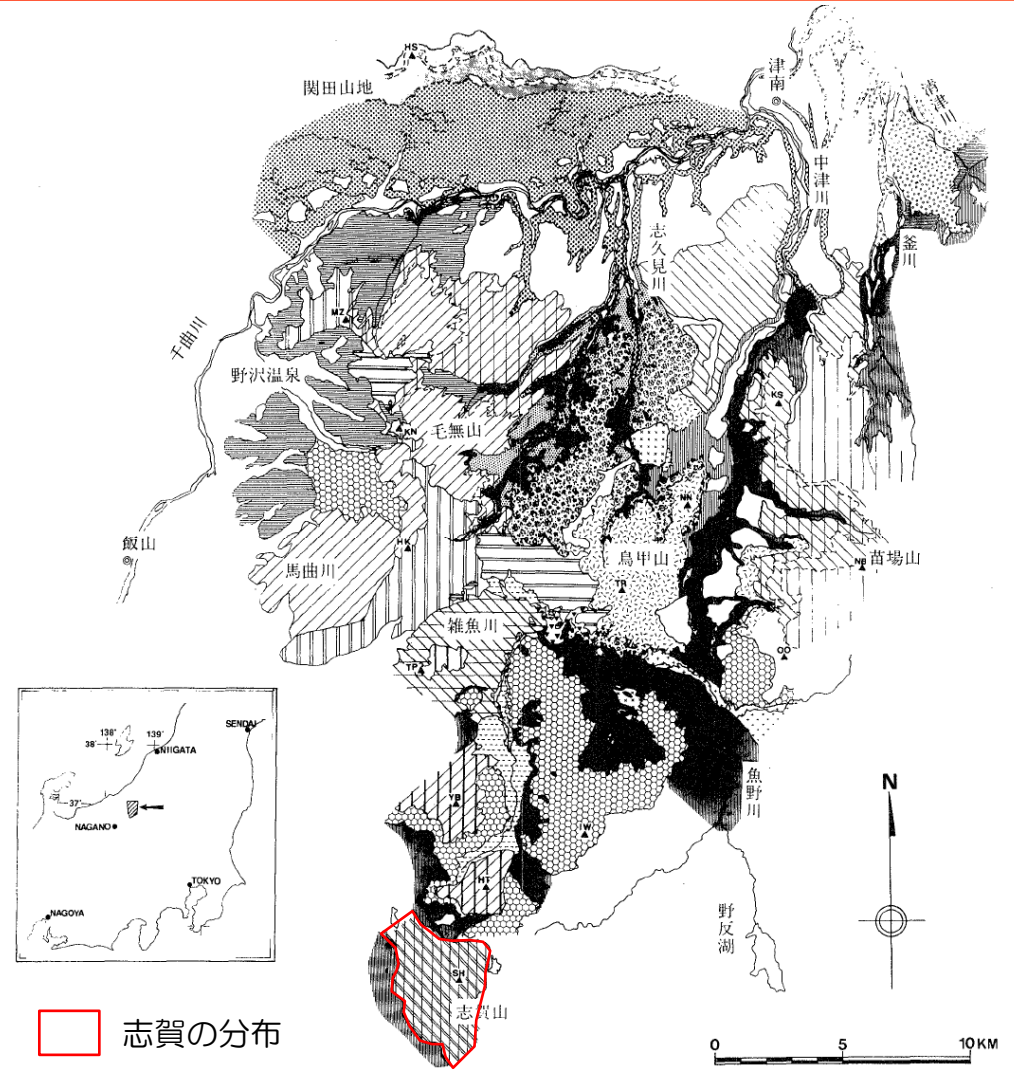 HS
関田山地
津南
清津川
中津川
志久見川
釜川
千曲川
MZ
野沢温泉
KS
KN
毛無山
飯山
馬曲川
鳥甲山
TR
苗場山
NB
雑魚川
TP
OO
魚野川
YB
IW
HT
野反湖
SH
志賀山
N
SENDAI
138°
139°
38°
NIIGATA
37°
NAGANO
TOKYO
NAGOYA
志賀の分布
0
5
10 KM